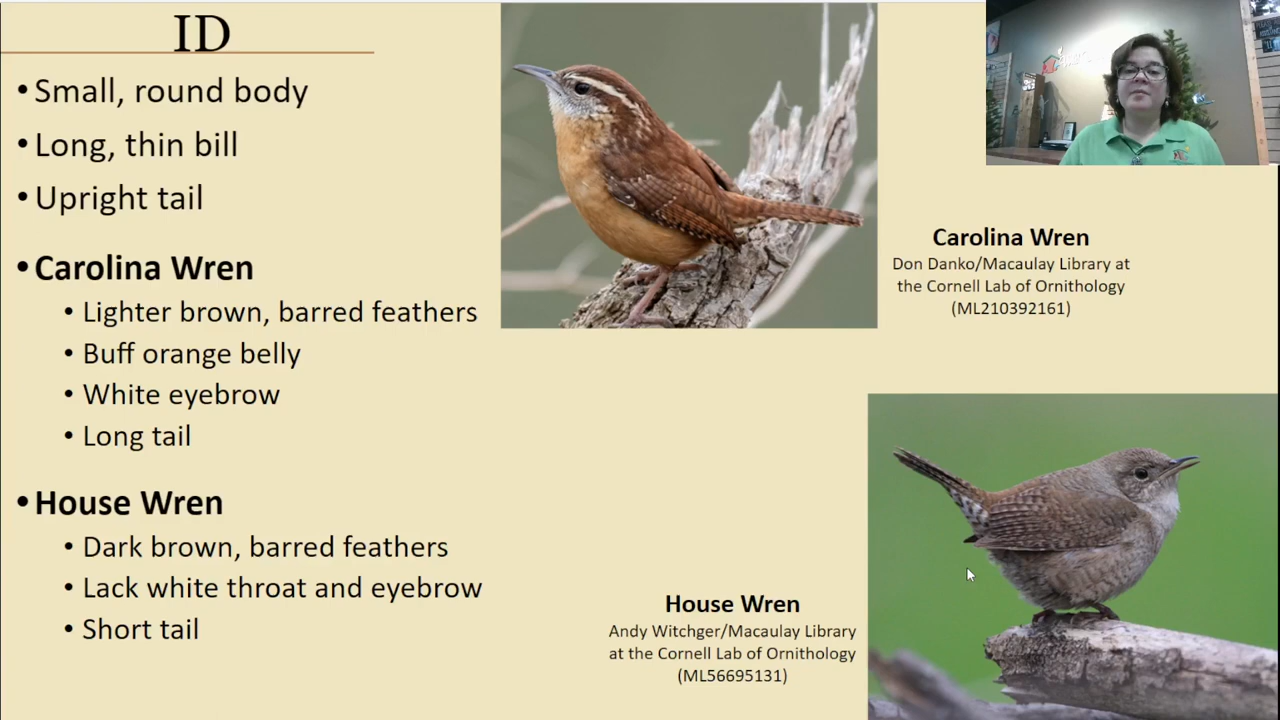 ID
• Small, round body
• Long, thin bill
• Upright tail
• Carolina Wren
• Lighter brown, barred feathers
• Buff orange belly
• White eyebrow
• Long tail
• House Wren
• Dark brown, barred feathers
• Lack white throat and eyebrow
• Short tail
Carolina Wren
Don Danko/Macaulay Library at
the Cornell Lab of Ornithology
(ML210392161)
House Wren
Andy Witchger/Macaulay Library
at the Cornell Lab of Ornithology
(ML56695131)